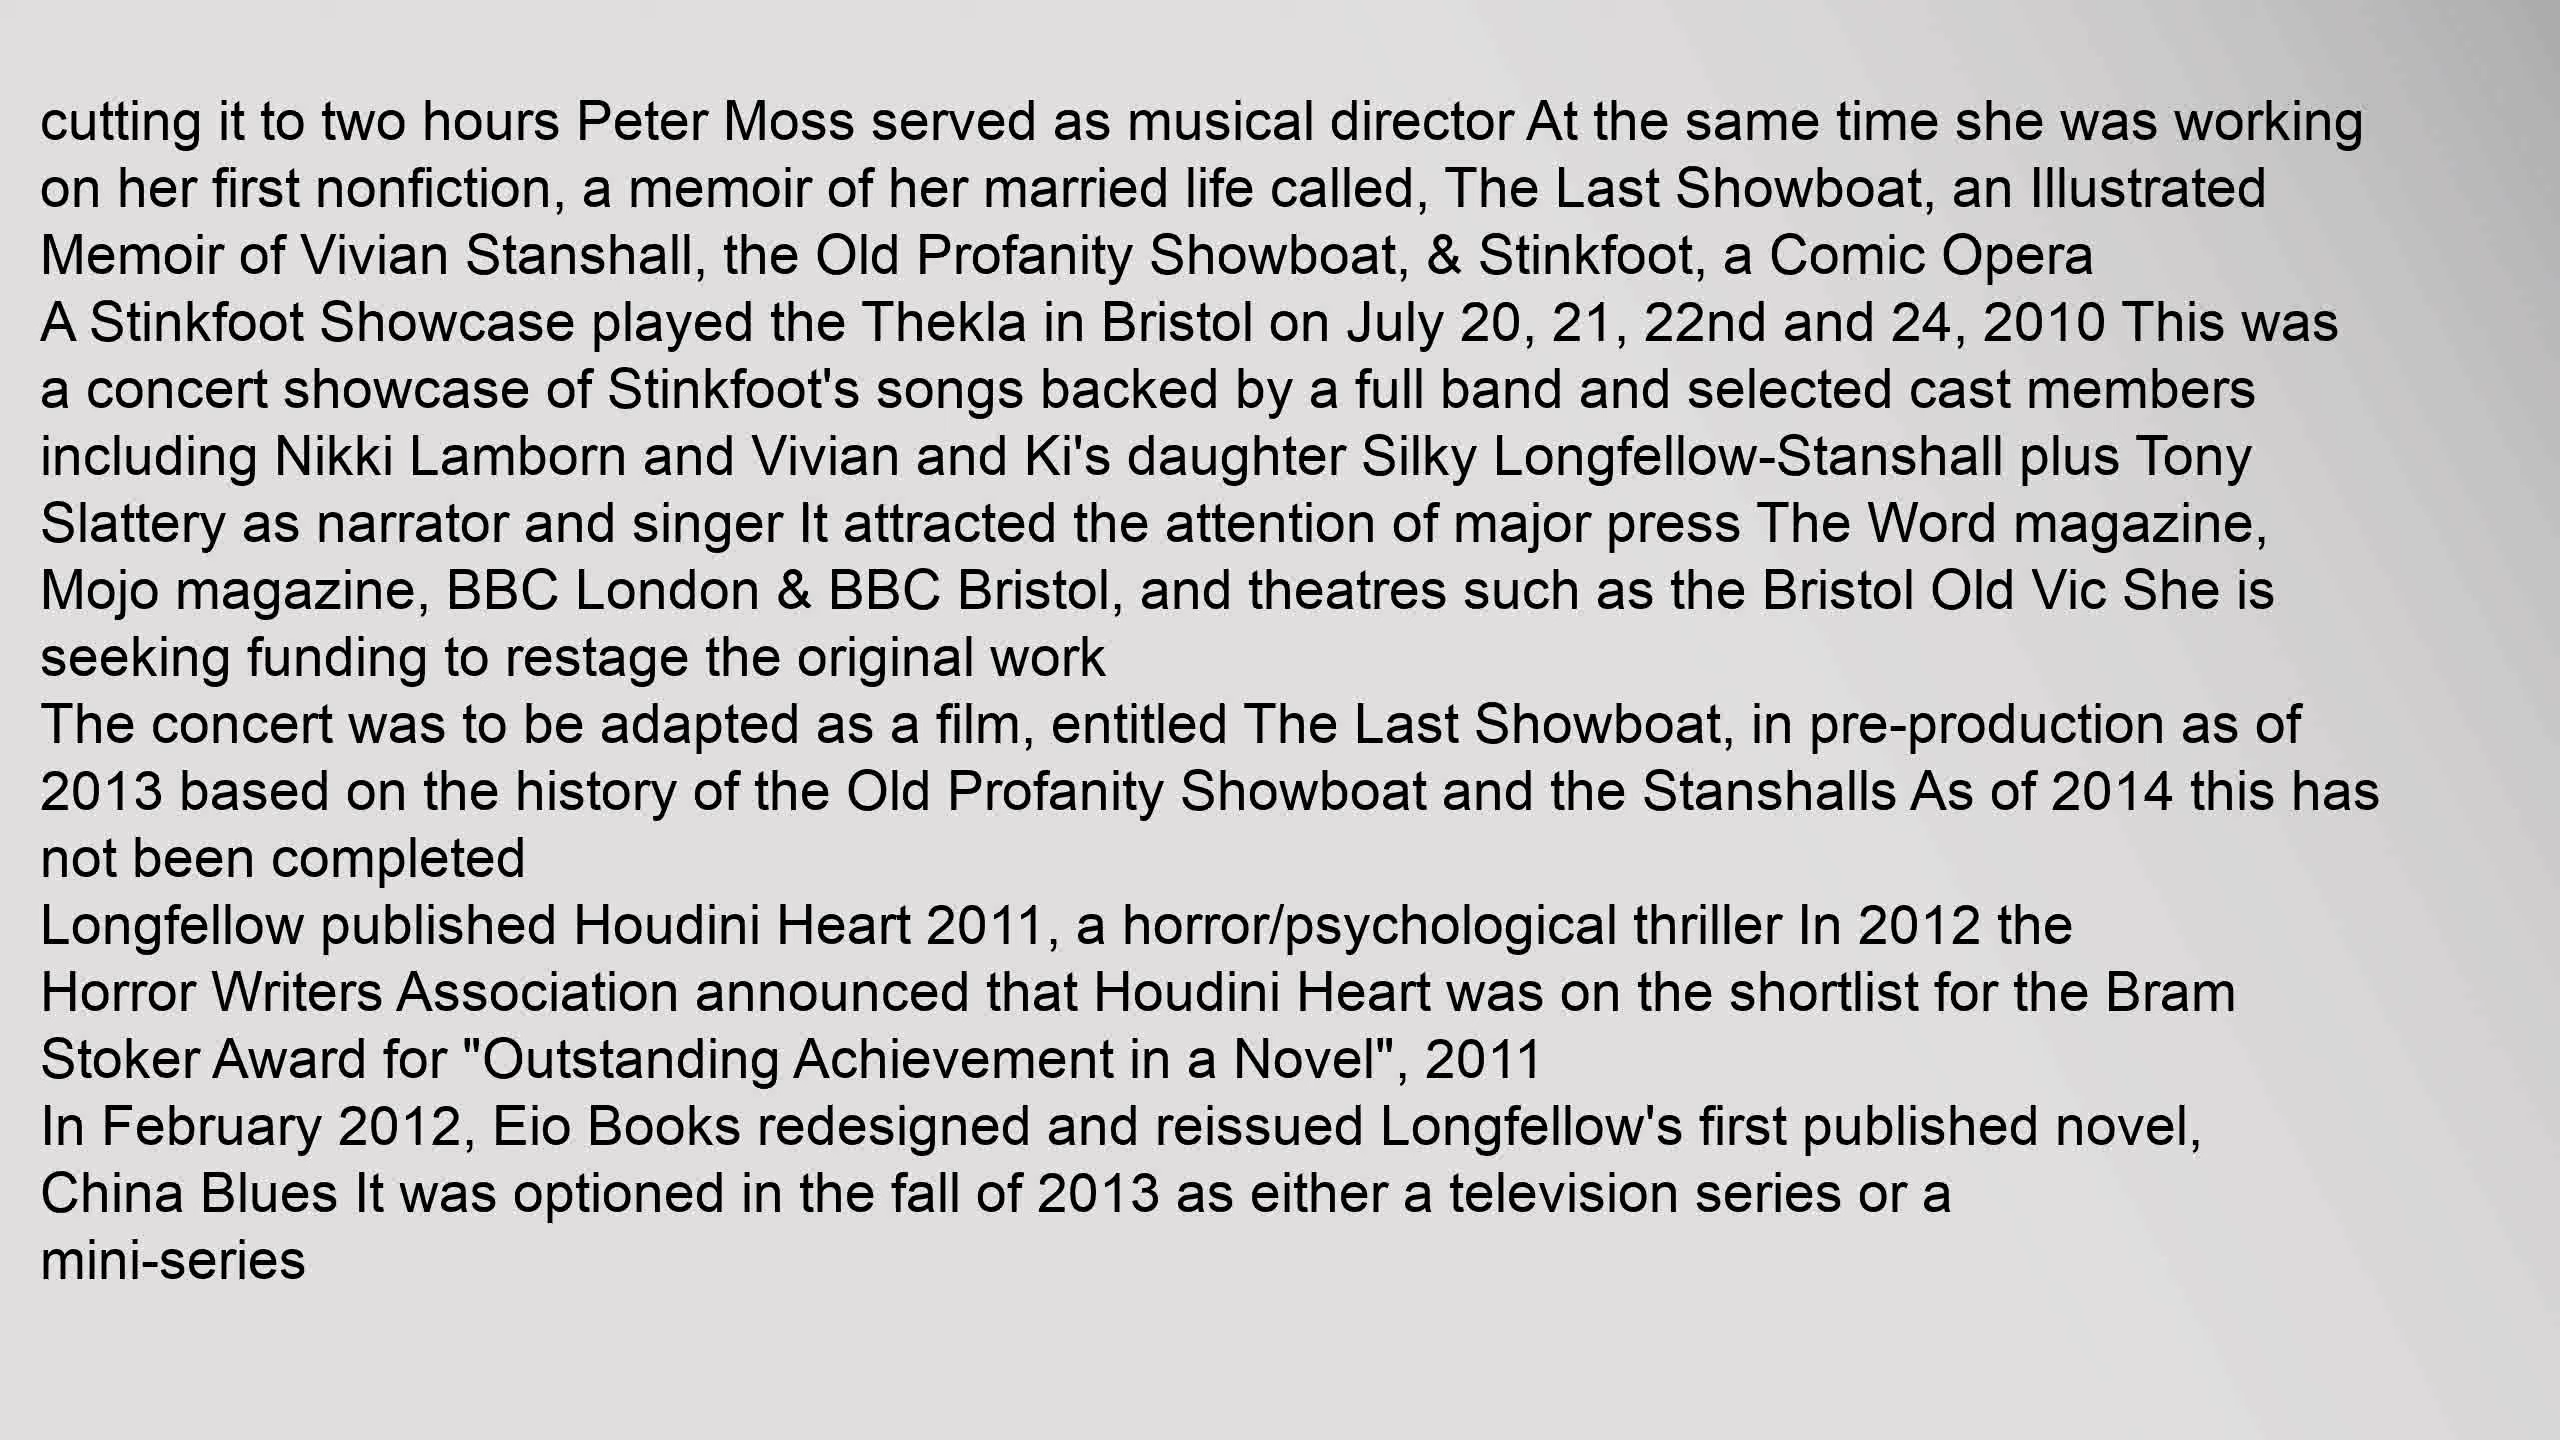 cutting it to two hours Peter Moss served as musical director At the same time she was working
on her first nonfiction, a memoir of her married life called, The Last Showboat, an Illustrated
Memoir of Vivian Stanshall, the Old Profanity Showboat, & Stinkfoot, a Comic Opera
A Stinkfoot Showcase played the Thekla in Bristol on July 20, 21, 22nd and 24, 2010 This was
a concert showcase of Stinkfoot's songs backed by a full band and selected cast members
including Nikki Lamborn and Vivian and Ki's daughter Silky Longfellow-Stanshall plus Tony
Slattery as narrator and singer It attracted the attention of major press The Word magazine,
Mojo magazine, BBC London & BBC Bristol, and theatres such as the Bristol Old Vic She is
seeking funding to restage the original work
The concert was to be adapted as a film, entitled The Last Showboat, in pre-production as of
2013 based on the history of the Old Profanity Showboat and the Stanshalls As of 2014 this has
not been completed
Longfellow published Houdini Heart 2011, a horror/psychological thriller In 2012 the
Horror Writers Association announced that Houdini Heart was on the shortlist for the Bram
Stoker Award for "Outstanding Achievement in a Novel", 2011
In February 2012, Eio Books redesigned and reissued Longfellow's first published novel,
China Blues It was optioned in the fall of 2013 as either a television series or a
mini-series